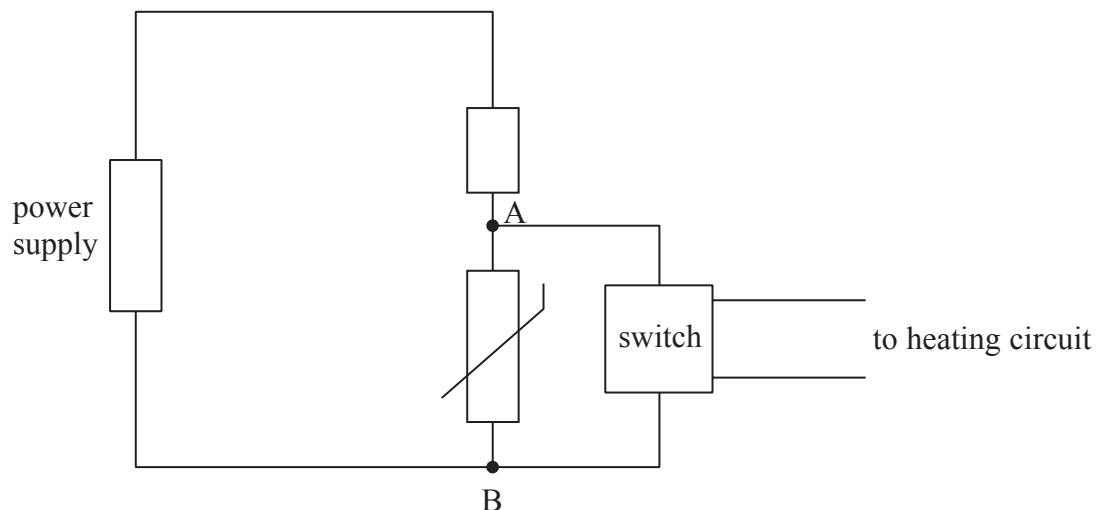 A
power
supply
switch
to heating circuit
B